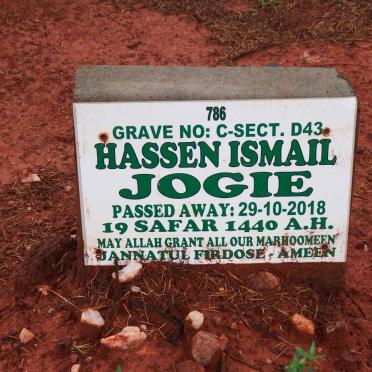 786
GRAVE NO: C-SECT. D43
HASSEN ISMAIL
JOGIE
PASSED AWAY: 29-10-2018
19 SAFAR 1440 A.H.
MAY ALLAH GRANT ALL OUR MARHOOMEEN
JANNATUL FIRDOSE - AMEEN